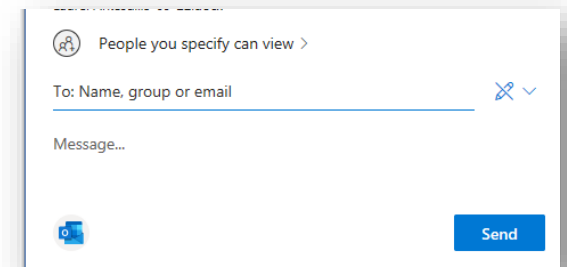 People you specify can view >
To: Name, group or email
Message...
Send